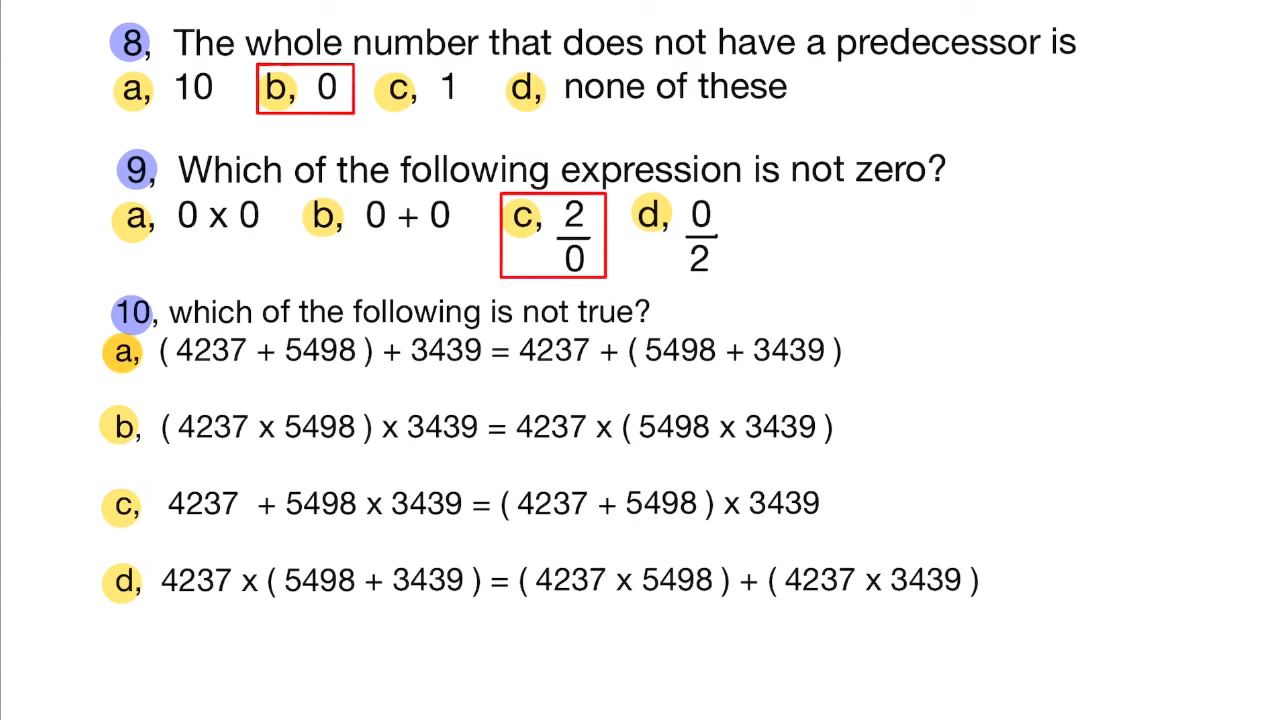 8, The whole number that does not have a predecessor is
a, 10 b, 0 c, 1 d, none of these
9, Which of the following expression is not zero?
a, 0 x 0 b, 0 + 0 c, 2/0 d, 0/2
10, which of the following is not true?
a, ( 4237 + 5498 ) + 3439 = 4237 + ( 5498 + 3439 )
b, ( 4237 x 5498 ) x 3439 = 4237 x ( 5498 x 3439 )
c, 4237 + 5498 x 3439 = ( 4237 + 5498 ) x 3439
d, 4237 x ( 5498 + 3439 ) = ( 4237 x 5498 ) + ( 4237 x 3439 )